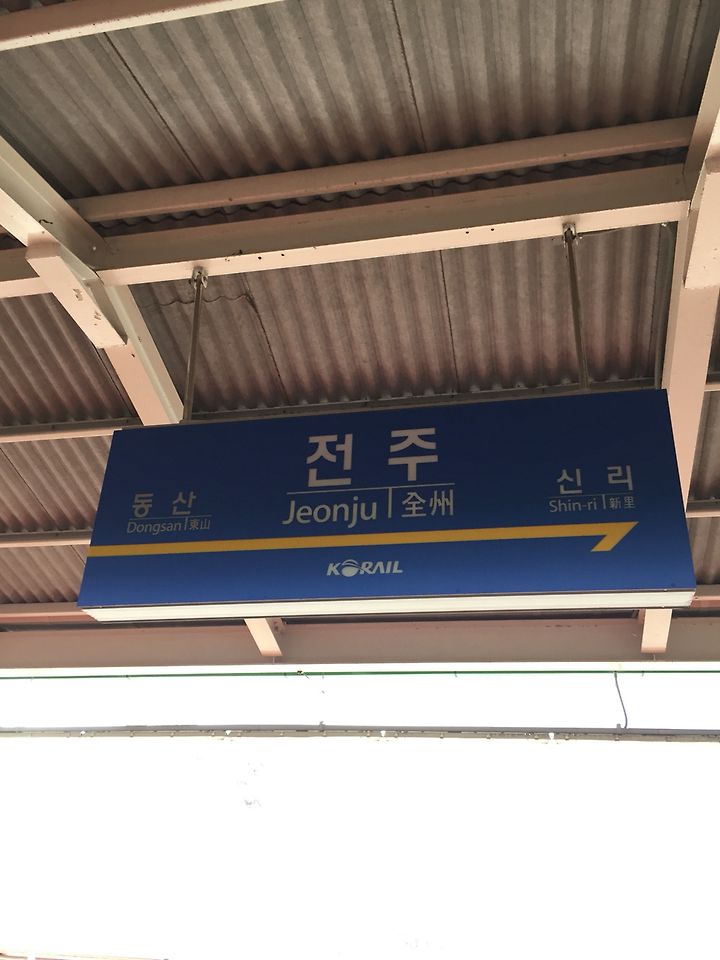 전 주
Jeonju 全州
동 산
Dongsan 東山
신 리
Shin-ri 新里
KORAIL